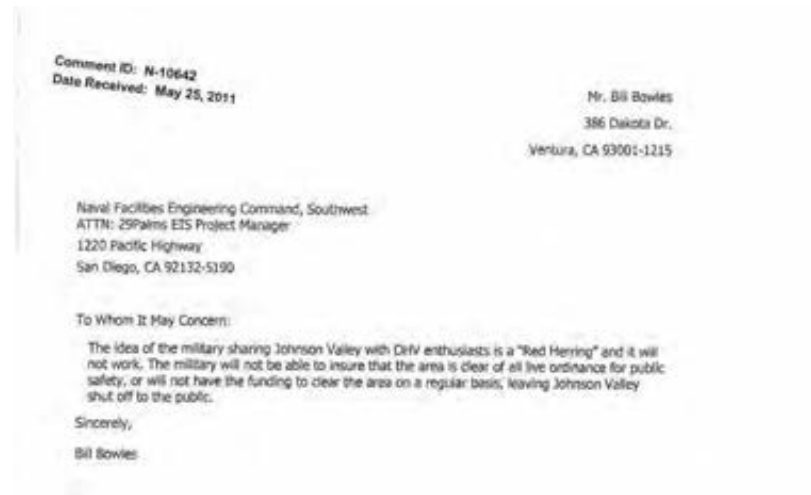 Comment ID: N-10642
Date Received: May 25, 2011
Mr. Bill Bowles
386 Dakota Dr.
Ventura, CA 93001-1215
Naval Facilities Engineering Command, Southwest
ATTN: 29Palms EIS Project Manager
1220 Pacific Highway
San Diego, CA 92132-5190
To Whom It May Concern:
The idea of the military sharing Johnson Valley with OHV enthusiasts is a "Red Herring" and it will
not work. The military will not be able to insure that the area is clear of all live ordinance for public
safety, or will not have the funding to clear the area on a regular basis, leaving Johnson Valley
shut off to the public.
Sincerely,
Bill Bowles